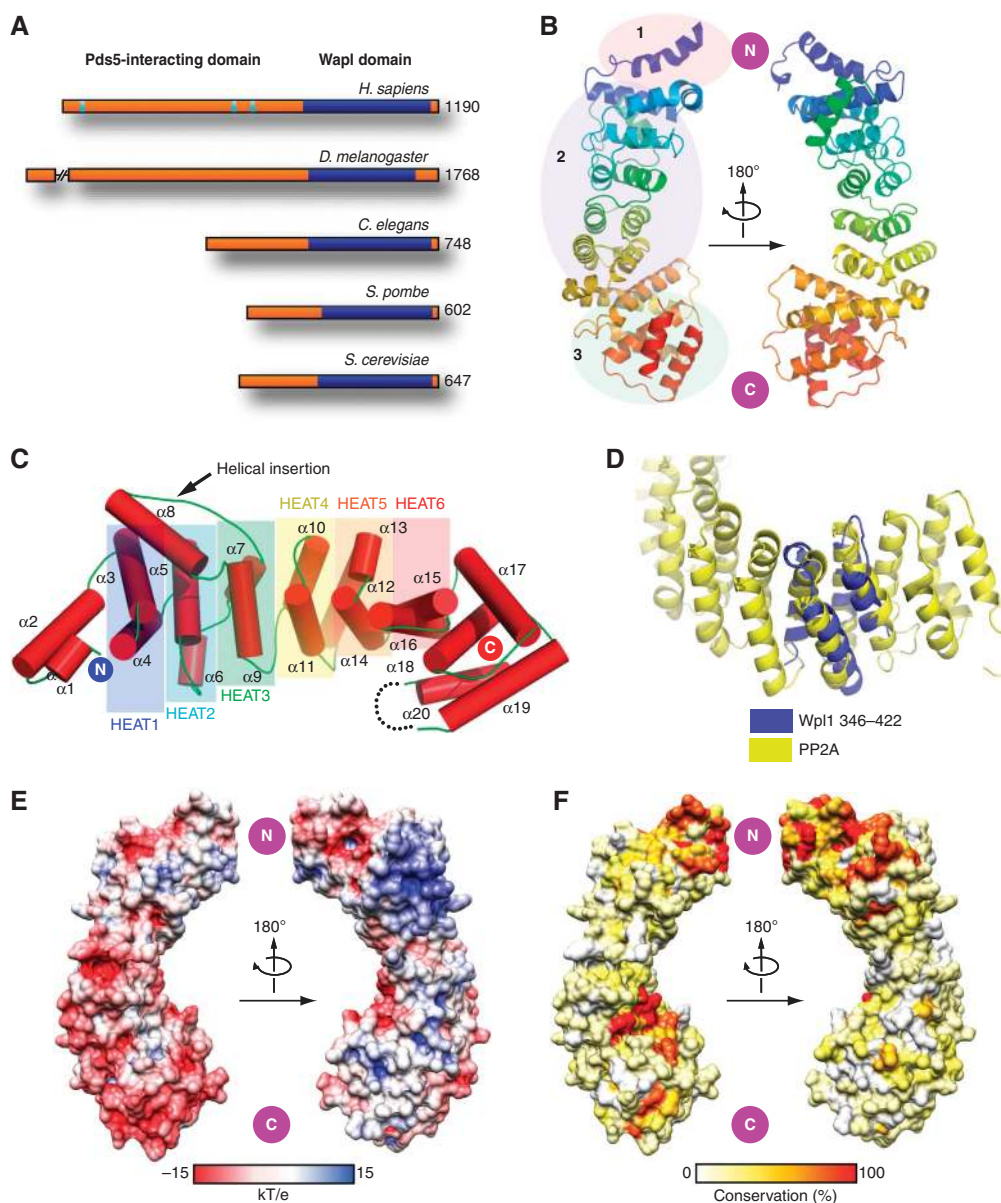 A
Pds5-interacting domain Wapl domain
H. sapiens
1190
D. melanogaster
1768
C. elegans
748
S. pombe
602
S. cerevisiae
647
B
1
N
2
180°
3
C
C
Helical insertion
HEAT4 HEAT5 HEAT6
α8
α10
α13
α3
α5
α7
α12
α15
α17
α2
N
C
α1
α4
α6
α9
α11
α14
α16
α18
α20
α19
HEAT1
HEAT2
HEAT3
D
Wpl1 346–422
PP2A
E
N
180°
C
–15 15
kT/e
F
N
180°
C
0 100
Conservation (%)